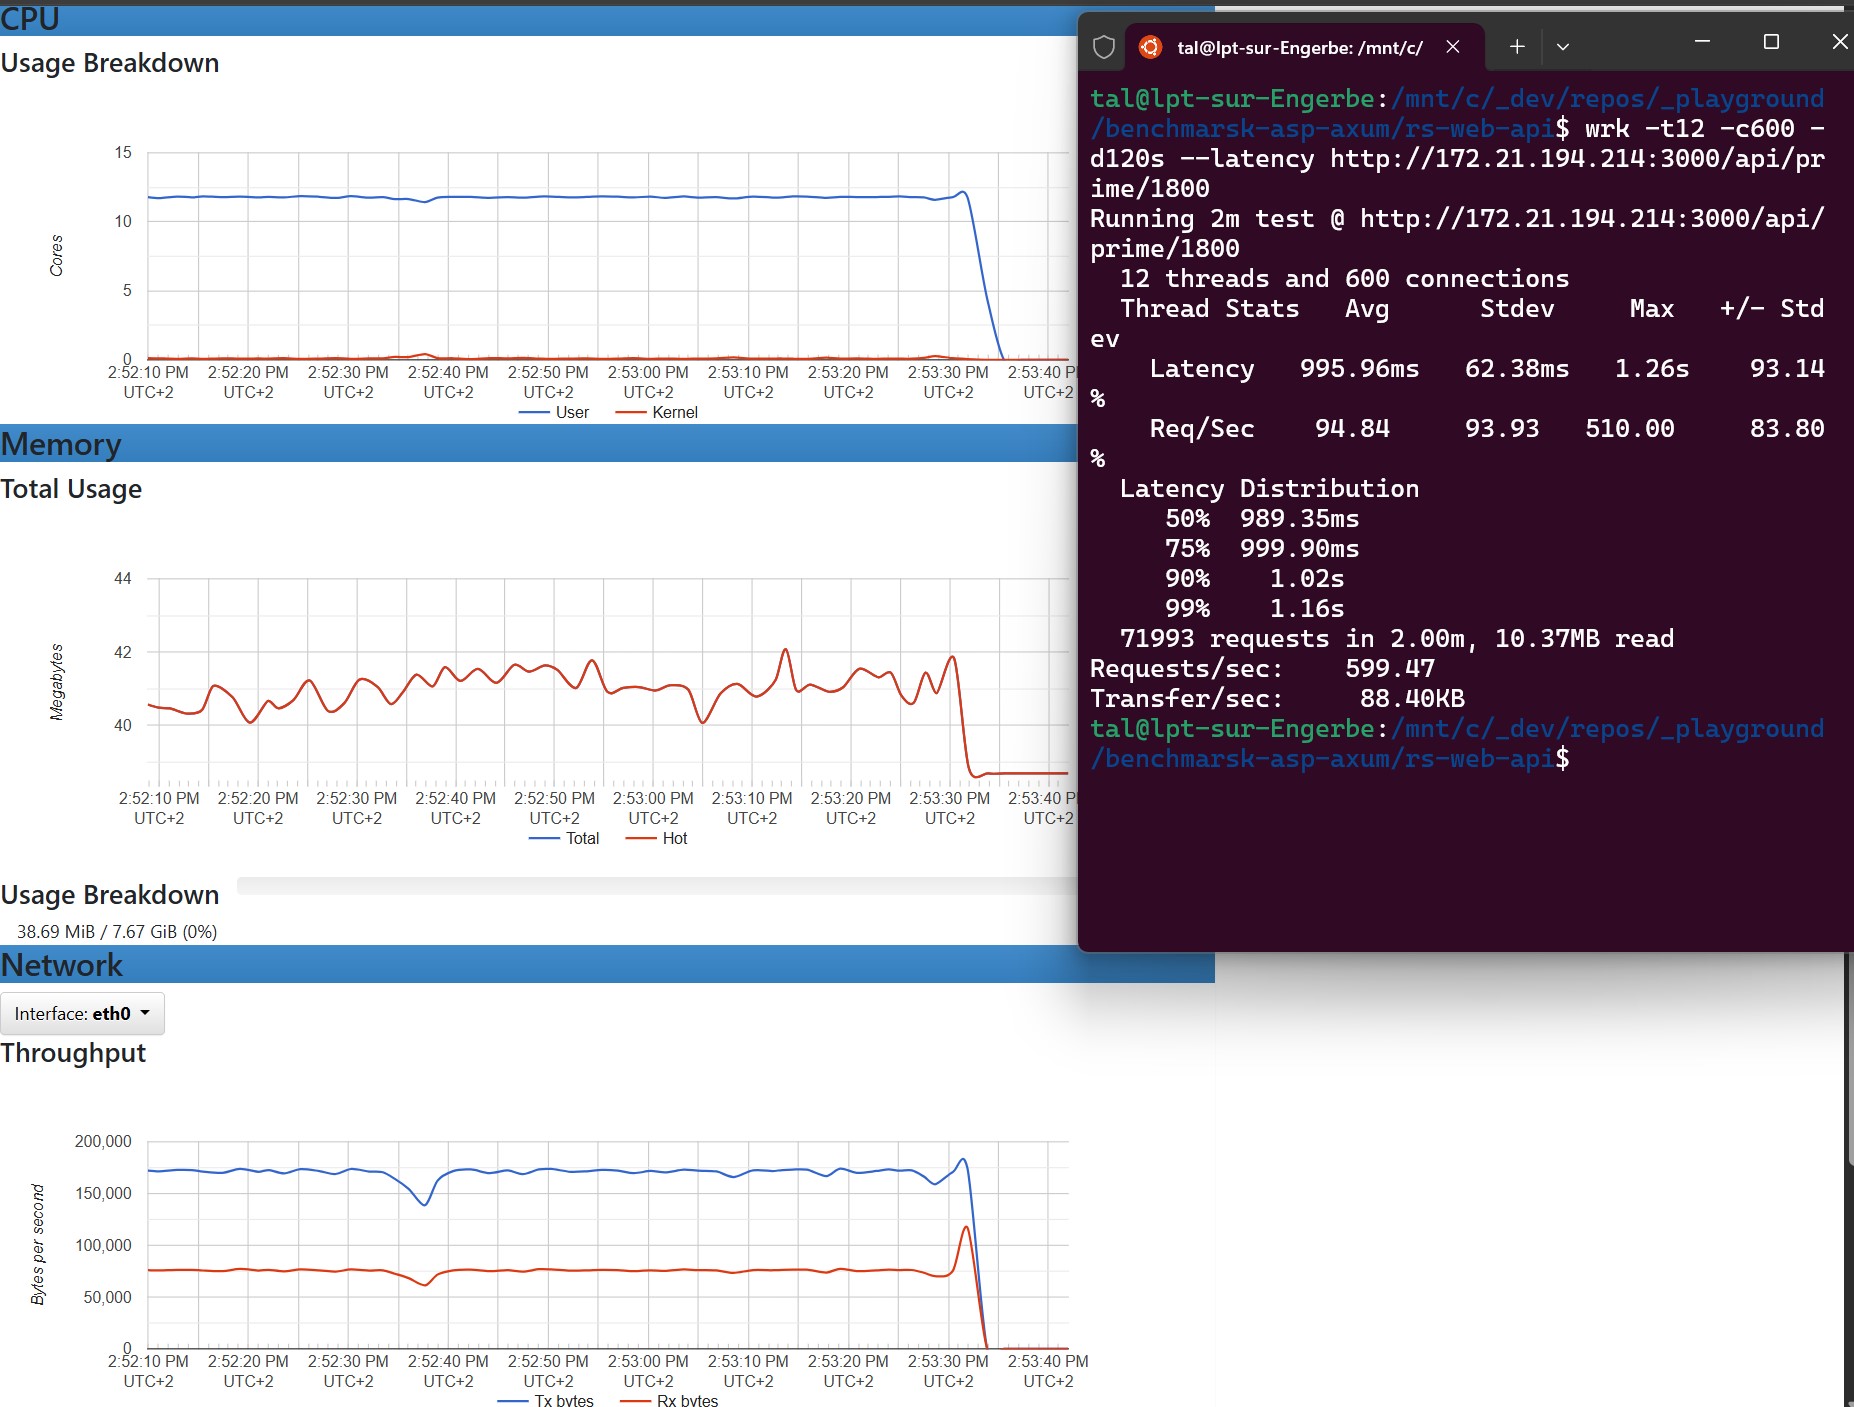 CPU
Usage Breakdown
15
10
5
0
Cores
2:52:10 PM 2:52:20 PM 2:52:30 PM 2:52:40 PM 2:52:50 PM 2:53:00 PM 2:53:10 PM 2:53:20 PM 2:53:30 PM 2:53:40 P
UTC+2 UTC+2 UTC+2 UTC+2 UTC+2 UTC+2 UTC+2 UTC+2 UTC+2 UTC+2
User Kernel
Memory
Total Usage
44
42
40
Megabytes
2:52:10 PM 2:52:20 PM 2:52:30 PM 2:52:40 PM 2:52:50 PM 2:53:00 PM 2:53:10 PM 2:53:20 PM 2:53:30 PM 2:53:40 P
UTC+2 UTC+2 UTC+2 UTC+2 UTC+2 UTC+2 UTC+2 UTC+2 UTC+2 UTC+2
Total Hot
Usage Breakdown
38.69 MiB / 7.67 GiB (0%)
Network
Interface: eth0
Throughput
200,000
150,000
100,000
50,000
0
Bytes per second
2:52:10 PM 2:52:20 PM 2:52:30 PM 2:52:40 PM 2:52:50 PM 2:53:00 PM 2:53:10 PM 2:53:20 PM 2:53:30 PM 2:53:40 PM
UTC+2 UTC+2 UTC+2 UTC+2 UTC+2 UTC+2 UTC+2 UTC+2 UTC+2 UTC+2
Tx bytes Rx bytes
tal@lpt-sur-Engerbe: /mnt/c/
tal@lpt-sur-Engerbe:/mnt/c/_dev/repos/_playground
/benchmarsk-asp-axum/rs-web-api$ wrk -t12 -c600 -
d120s --latency http://172.21.194.214:3000/api/pr
ime/1800
Running 2m test @ http://172.21.194.214:3000/api/
prime/1800
12 threads and 600 connections
Thread Stats Avg Stdev Max +/- Std
ev
Latency 995.96ms 62.38ms 1.26s 93.14
%
Req/Sec 94.84 93.93 510.00 83.80
%
Latency Distribution
50% 989.35ms
75% 999.90ms
90% 1.02s
99% 1.16s
71993 requests in 2.00m, 10.37MB read
Requests/sec: 599.47
Transfer/sec: 88.40KB
tal@lpt-sur-Engerbe:/mnt/c/_dev/repos/_playground
/benchmarsk-asp-axum/rs-web-api$